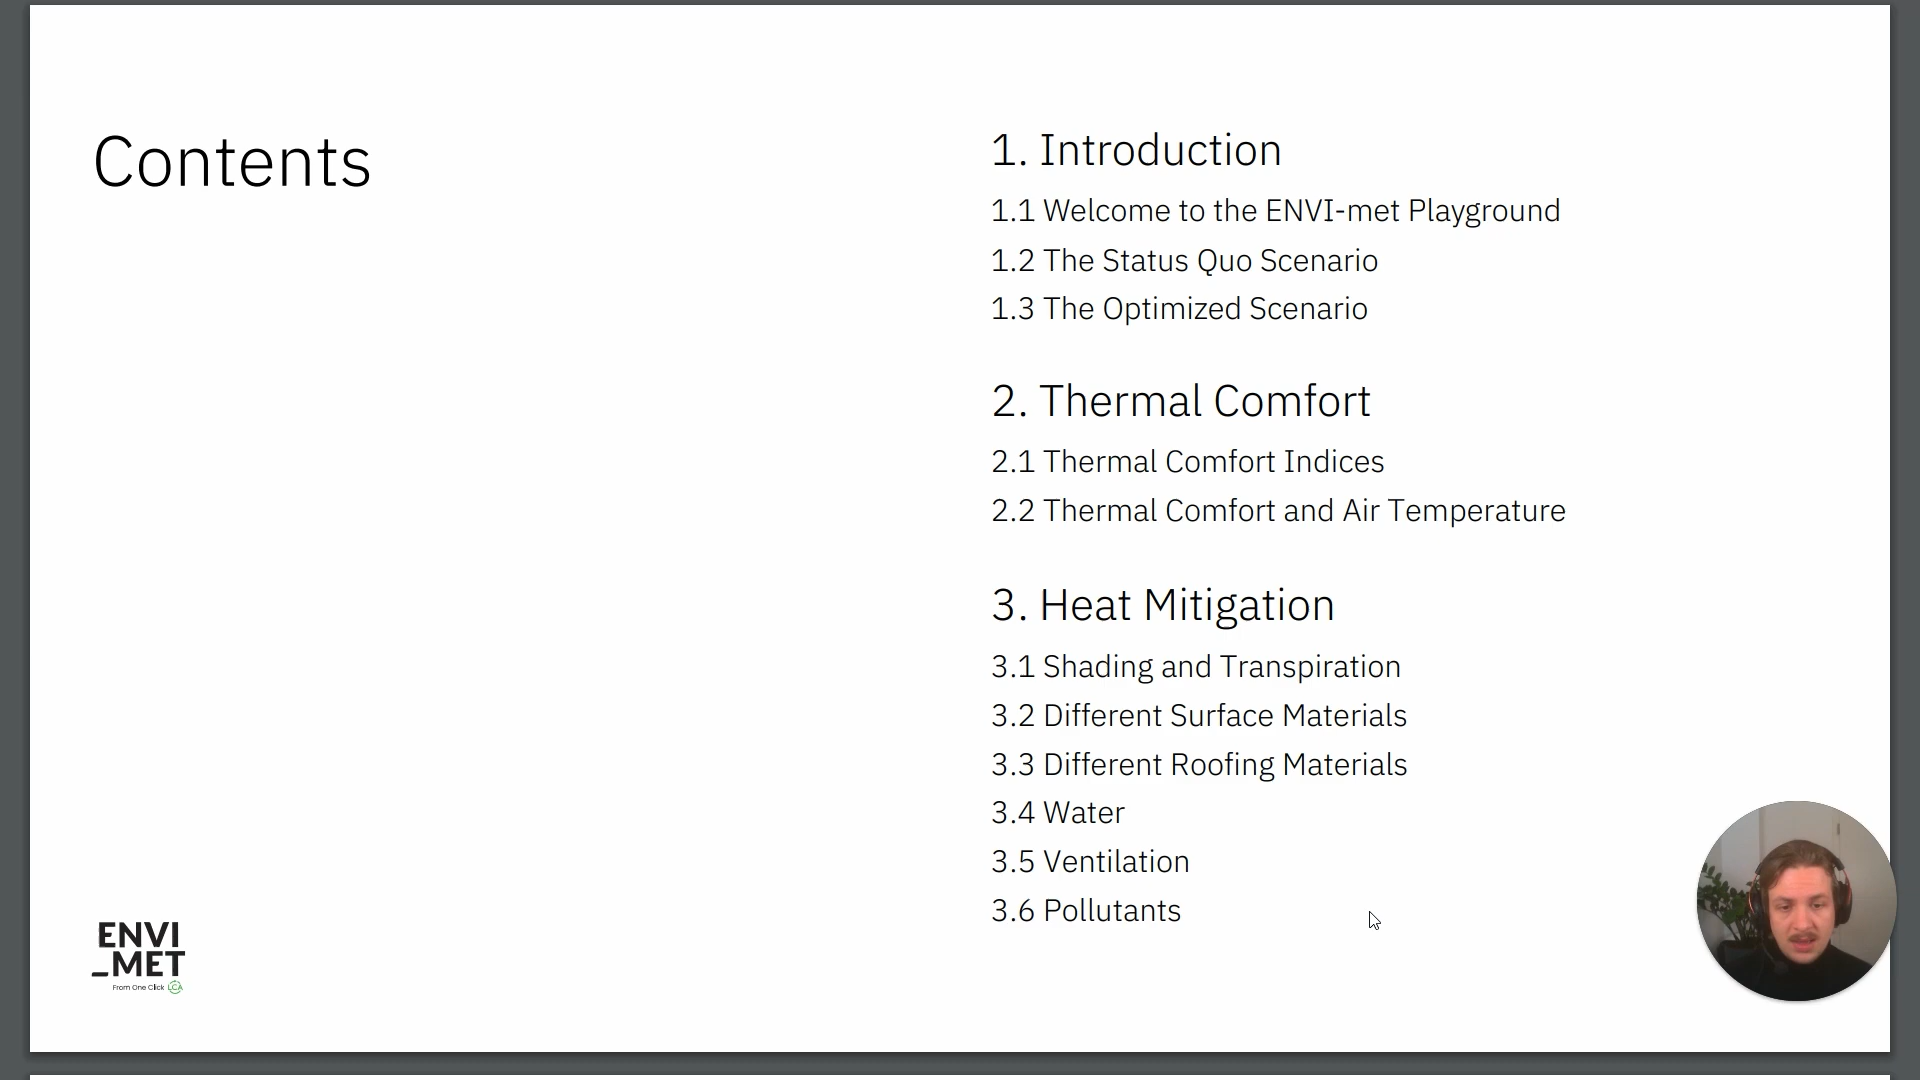 Contents
1. Introduction
1.1 Welcome to the ENVI-met Playground
1.2 The Status Quo Scenario
1.3 The Optimized Scenario
2. Thermal Comfort
2.1 Thermal Comfort Indices
2.2 Thermal Comfort and Air Temperature
3. Heat Mitigation
3.1 Shading and Transpiration
3.2 Different Surface Materials
3.3 Different Roofing Materials
3.4 Water
3.5 Ventilation
3.6 Pollutants
ENVI
_MET
From One Click LCA